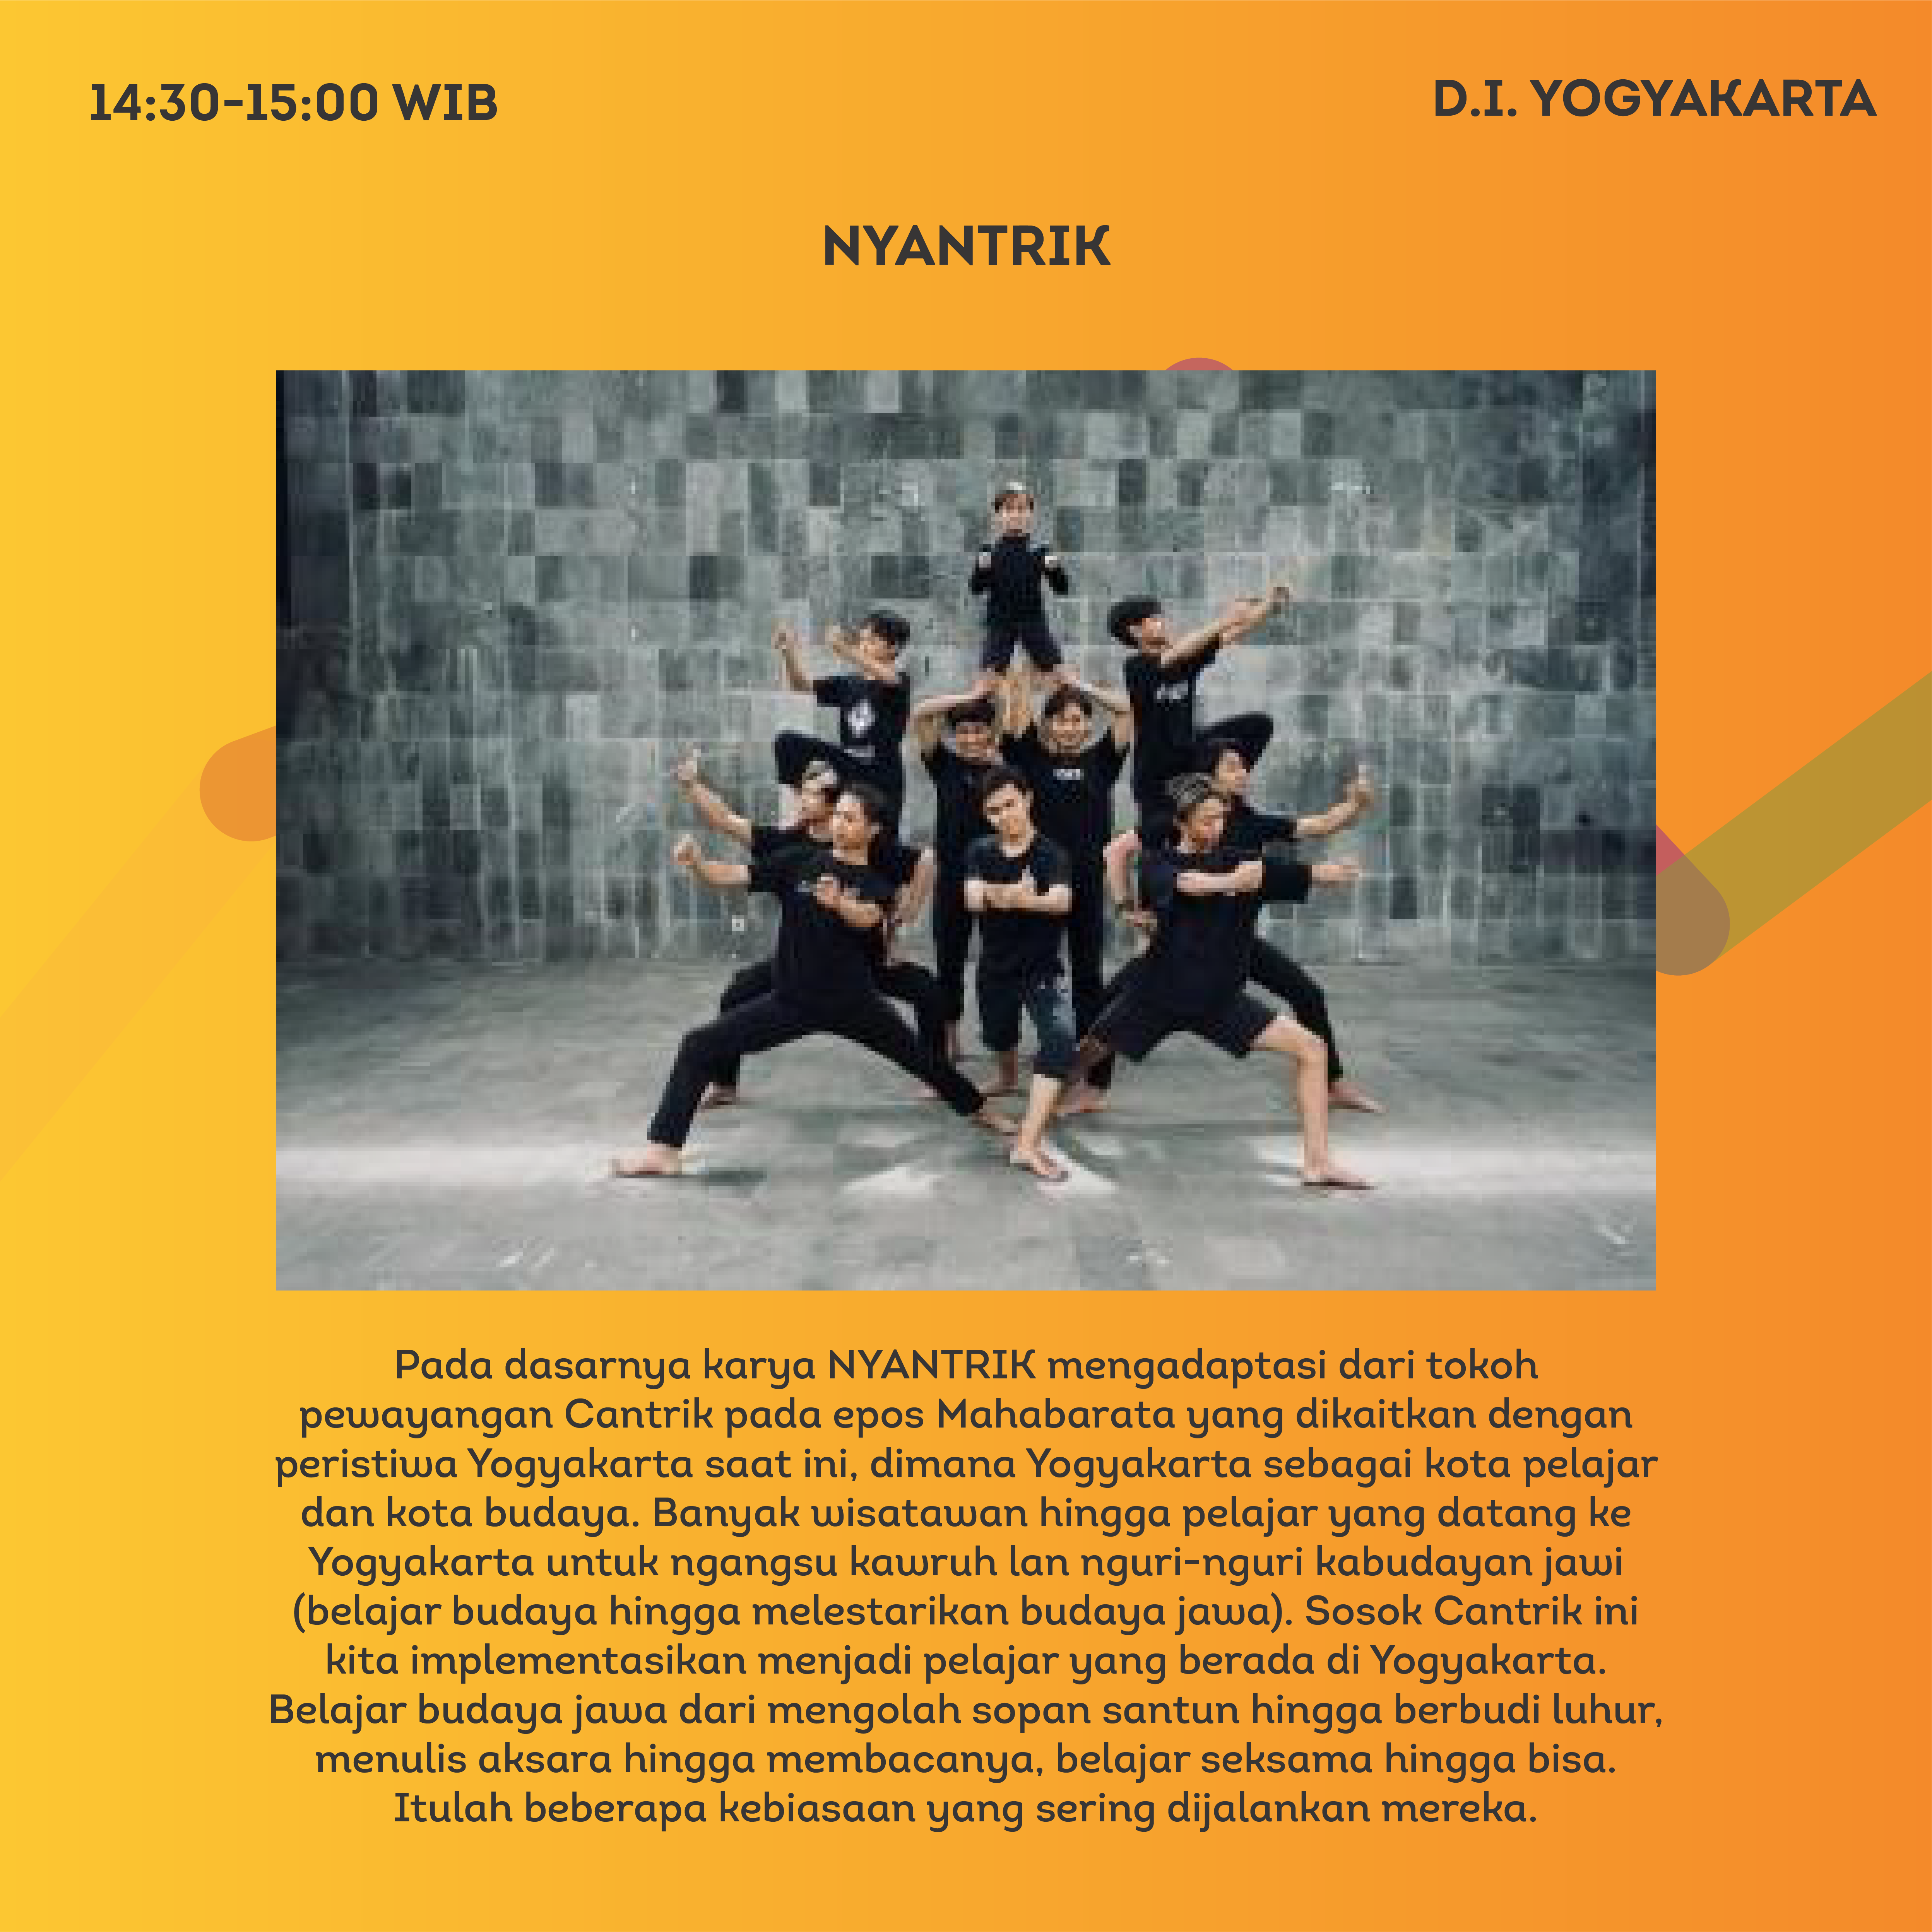 14:30-15:00 WIB
D.I. YOGYAKARTA
NYANTRIK
Pada dasarnya karya NYANTRIK mengadaptasi dari tokoh
pewayangan Cantrik pada epos Mahabarata yang dikaitkan dengan
peristiwa Yogyakarta saat ini, dimana Yogyakarta sebagai kota pelajar
dan kota budaya. Banyak wisatawan hingga pelajar yang datang ke
Yogyakarta untuk ngangsu kawruh lan nguri-nguri kabudayan jawi
(belajar budaya hingga melestarikan budaya jawa). Sosok Cantrik ini
kita implementasikan menjadi pelajar yang berada di Yogyakarta.
Belajar budaya jawa dari mengolah sopan santun hingga berbudi luhur,
menulis aksara hingga membacanya, belajar seksama hingga bisa.
Itulah beberapa kebiasaan yang sering dijalankan mereka.